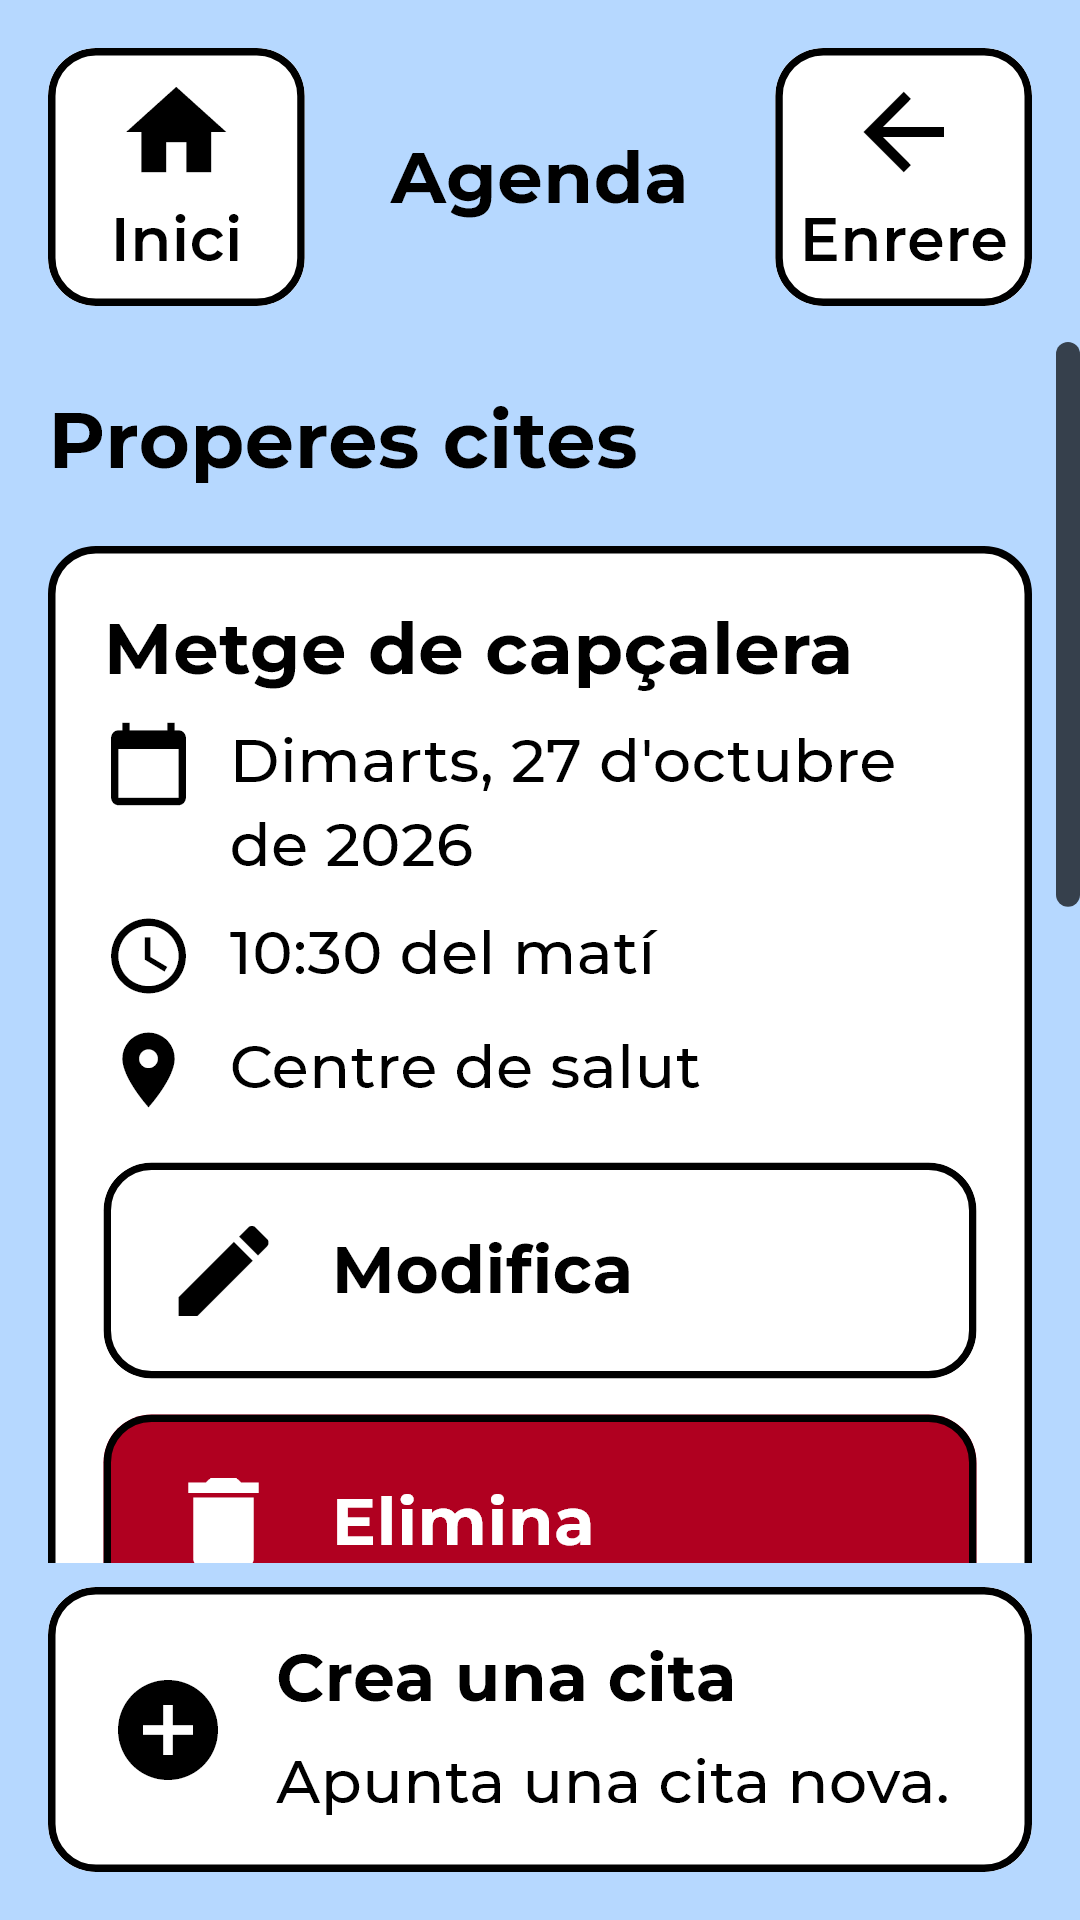 Inici
Agenda
Enrere
Properes cites
Metge de capçalera
Dimarts, 27 d'octubre
de 2026
10:30 del matí
Centre de salut
Modifica
Elimina
Crea una cita
Apunta una cita nova.